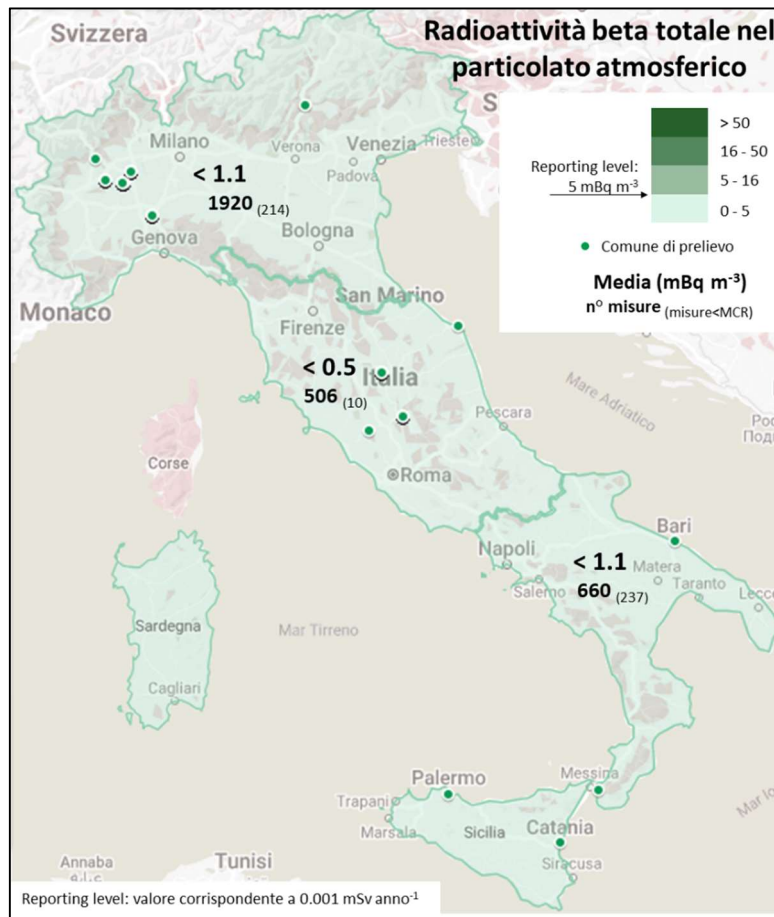 Radioattività beta totale nel
particolato atmosferico
Svizzera
> 50
16 - 50
5 - 16
0 - 5
Reporting level:
5 mBq m⁻³
Comune di prelievo
Media (mBq m⁻³)
nº misure (misure<MCR)
Milano
Verona
Venezia
Trieste
Padova
< 1.1
1920 (214)
Genova
Bologna
Monaco
San Marino
Firenze
< 0.5
Italia
506 (10)
Mare Adriatico
Pescara
Corse
Roma
Bari
Napoli
< 1.1
Matera
Salerno
660 (237)
Taranto
Lecce
Sardegna
Mar Tirreno
Cagliari
Palermo
Messina
Trapani
Marsala
Sicilia
Catania
Siracusa
Annaba
Tunisi
Reporting level: valore corrispondente a 0.001 mSv anno⁻¹